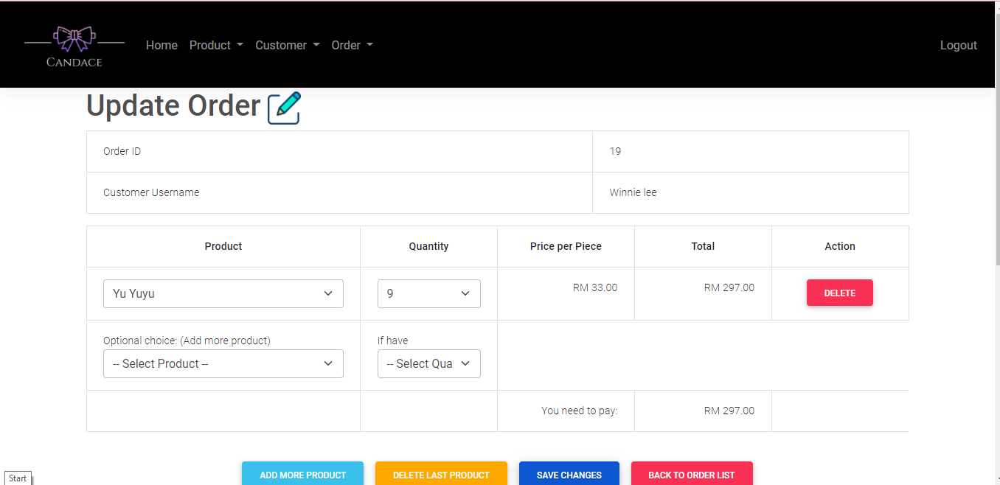 CANDACE
Home Product Customer Order Logout
Update Order
Order ID 19
Customer Username Winnie lee
Product Quantity Price per Piece Total Action
Yu Yuyu 9 RM 33.00 RM 297.00 DELETE
Optional choice: (Add more product) If have
-- Select Product -- -- Select Qua
You need to pay: RM 297.00
ADD MORE PRODUCT DELETE LAST PRODUCT SAVE CHANGES BACK TO ORDER LIST
Start